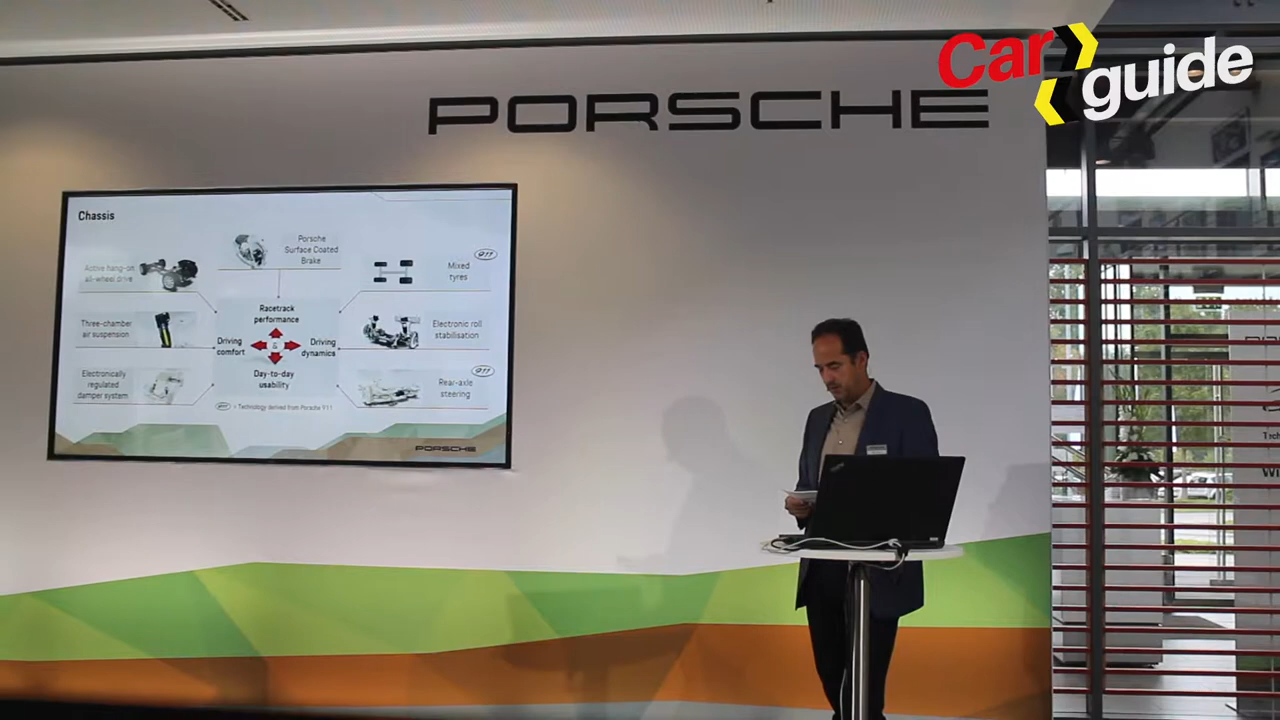 Car
guide
PORSCHE
Chassis
Porsche
Surface Coated
Brake
Active hang-on
all-wheel drive
911
Mixed
tyres
Racetrack
performance
Three-chamber
air suspension
Driving
comfort
&
Driving
dynamics
Electronic roll
stabilisation
Day-to-day
usability
Electronically
regulated
damper system
911
Rear-axle
steering
911 = Technology derived from Porsche 911
PORSCHE